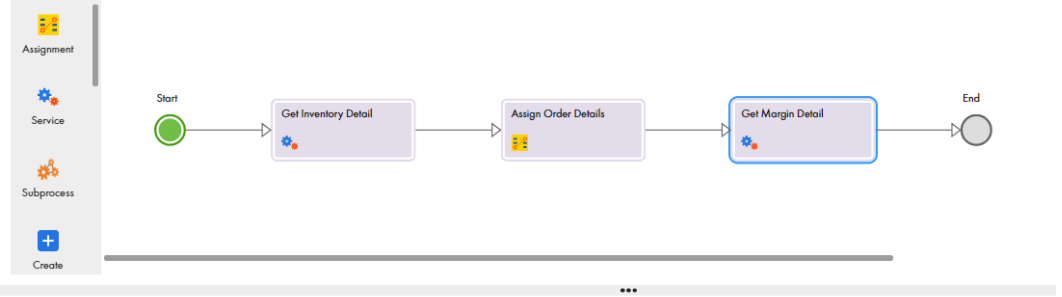 Assignment
Service
Subprocess
Create
Start
Get Inventory Detail
Assign Order Details
Get Margin Detail
End